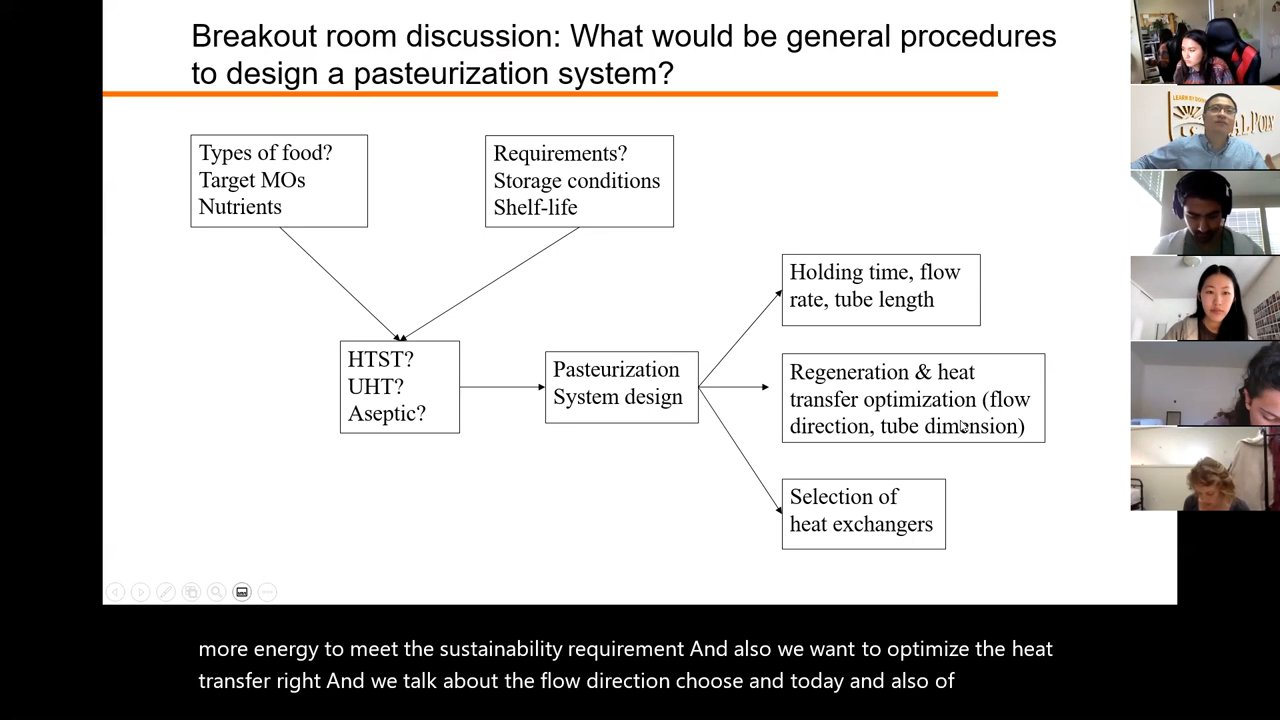 Breakout room discussion: What would be general procedures
to design a pasteurization system?
Types of food?
Target MOs
Nutrients
Requirements?
Storage conditions
Shelf-life
HTST?
UHT?
Aseptic?
Pasteurization
System design
Holding time, flow
rate, tube length
Regeneration & heat
transfer optimization (flow
direction, tube dimension)
Selection of
heat exchangers
more energy to meet the sustainability requirement And also we want to optimize the heat
transfer right And we talk about the flow direction choose and today and also of